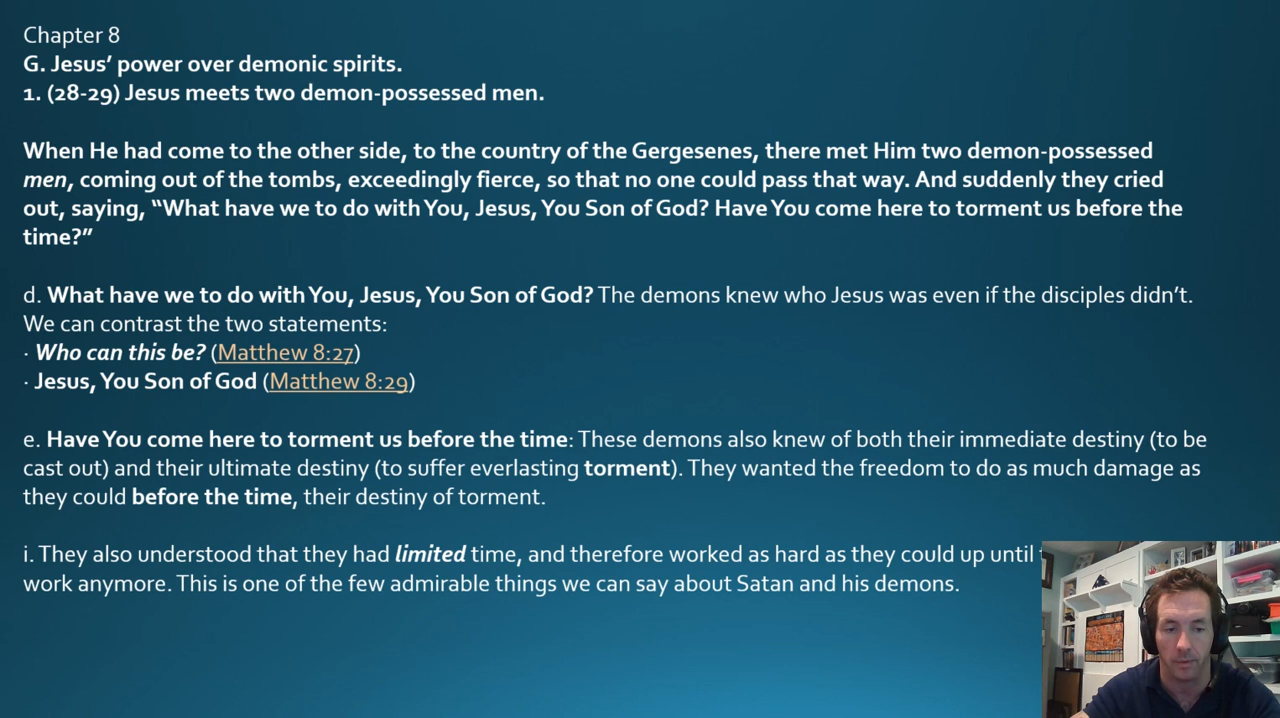 Chapter 8
G. Jesus’ power over demonic spirits.
1. (28-29) Jesus meets two demon-possessed men.
When He had come to the other side, to the country of the Gergesenes, there met Him two demon-possessed
men, coming out of the tombs, exceedingly fierce, so that no one could pass that way. And suddenly they cried
out, saying, “What have we to do with You, Jesus, You Son of God? Have You come here to torment us before the
time?”
d. What have we to do with You, Jesus, You Son of God? The demons knew who Jesus was even if the disciples didn’t.
We can contrast the two statements:
· Who can this be? (Matthew 8:27)
· Jesus, You Son of God (Matthew 8:29)
e. Have You come here to torment us before the time: These demons also knew of both their immediate destiny (to be
cast out) and their ultimate destiny (to suffer everlasting torment). They wanted the freedom to do as much damage as
they could before the time, their destiny of torment.
i. They also understood that they had limited time, and therefore worked as hard as they could up until
work anymore. This is one of the few admirable things we can say about Satan and his demons.